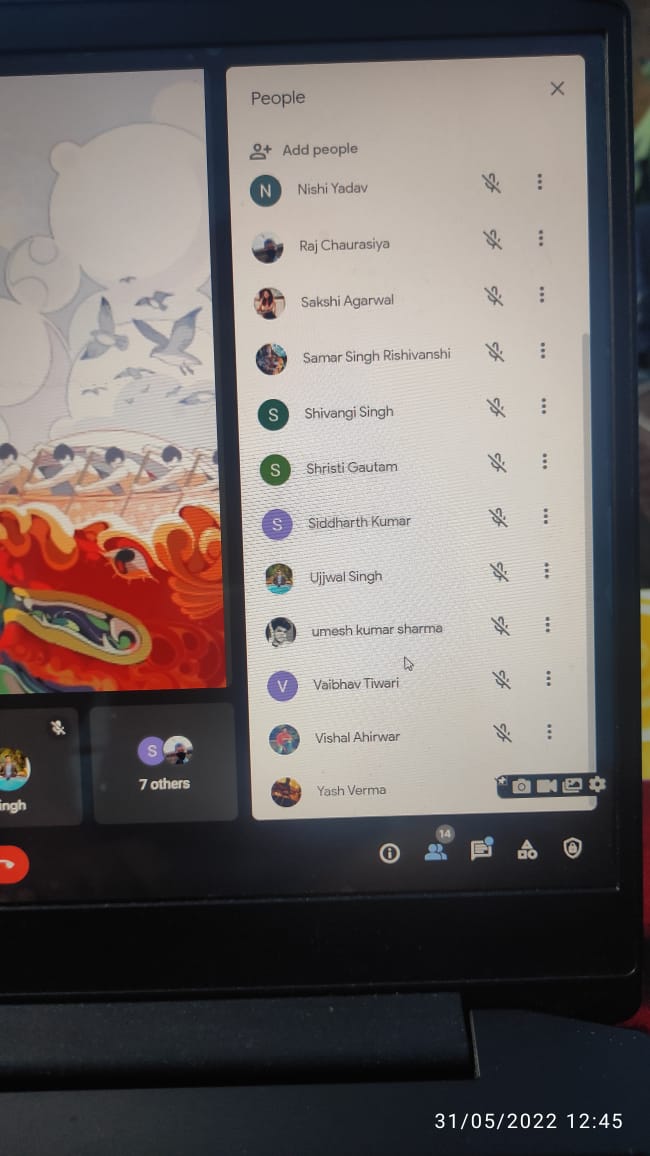 People
Add people
N Nishi Yadav
Raj Chaurasiya
Sakshi Agarwal
Samar Singh Rishivanshi
S Shivangi Singh
S Shristi Gautam
S Siddharth Kumar
Ujjwal Singh
umesh kumar sharma
V Vaibhav Tiwari
Vishal Ahirwar
Yash Verma
S
7 others
ingh
14
31/05/2022 12:45